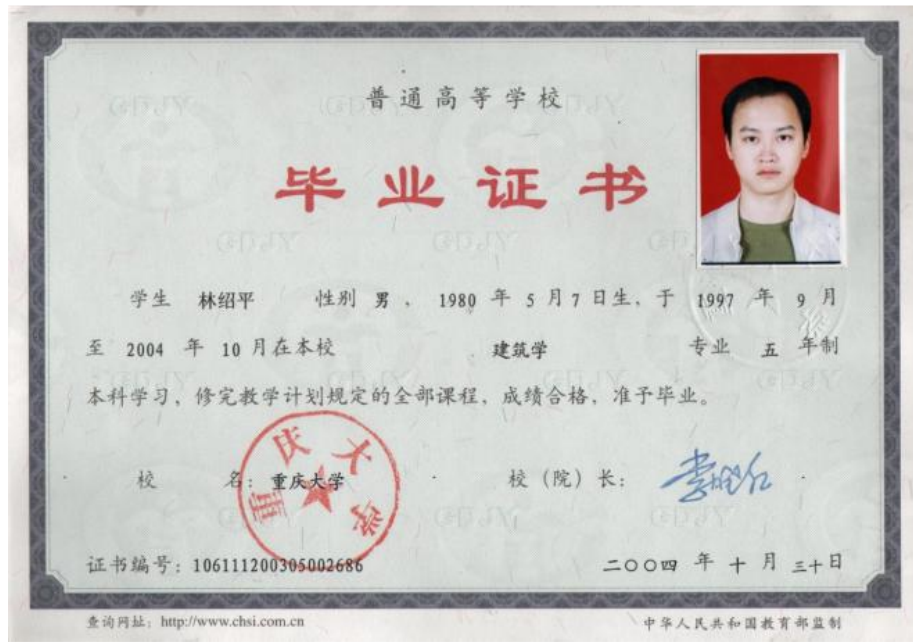 普通高等学校
毕业证书
学生 林绍平 性别 男 ， 1980 年 5 月 7 日生，于 1997 年 9 月
至 2004 年 10 月在本校 建筑学 专业 五 年制
本科学习，修完教学计划规定的全部课程，成绩合格，准予毕业。
校 名：重庆大学 校（院）长：
重庆大学
证书编号：106111200305002686 二〇〇四 年 十 月 三十日
查询网址：http://www.chsi.com.cn 中华人民共和国教育部监制